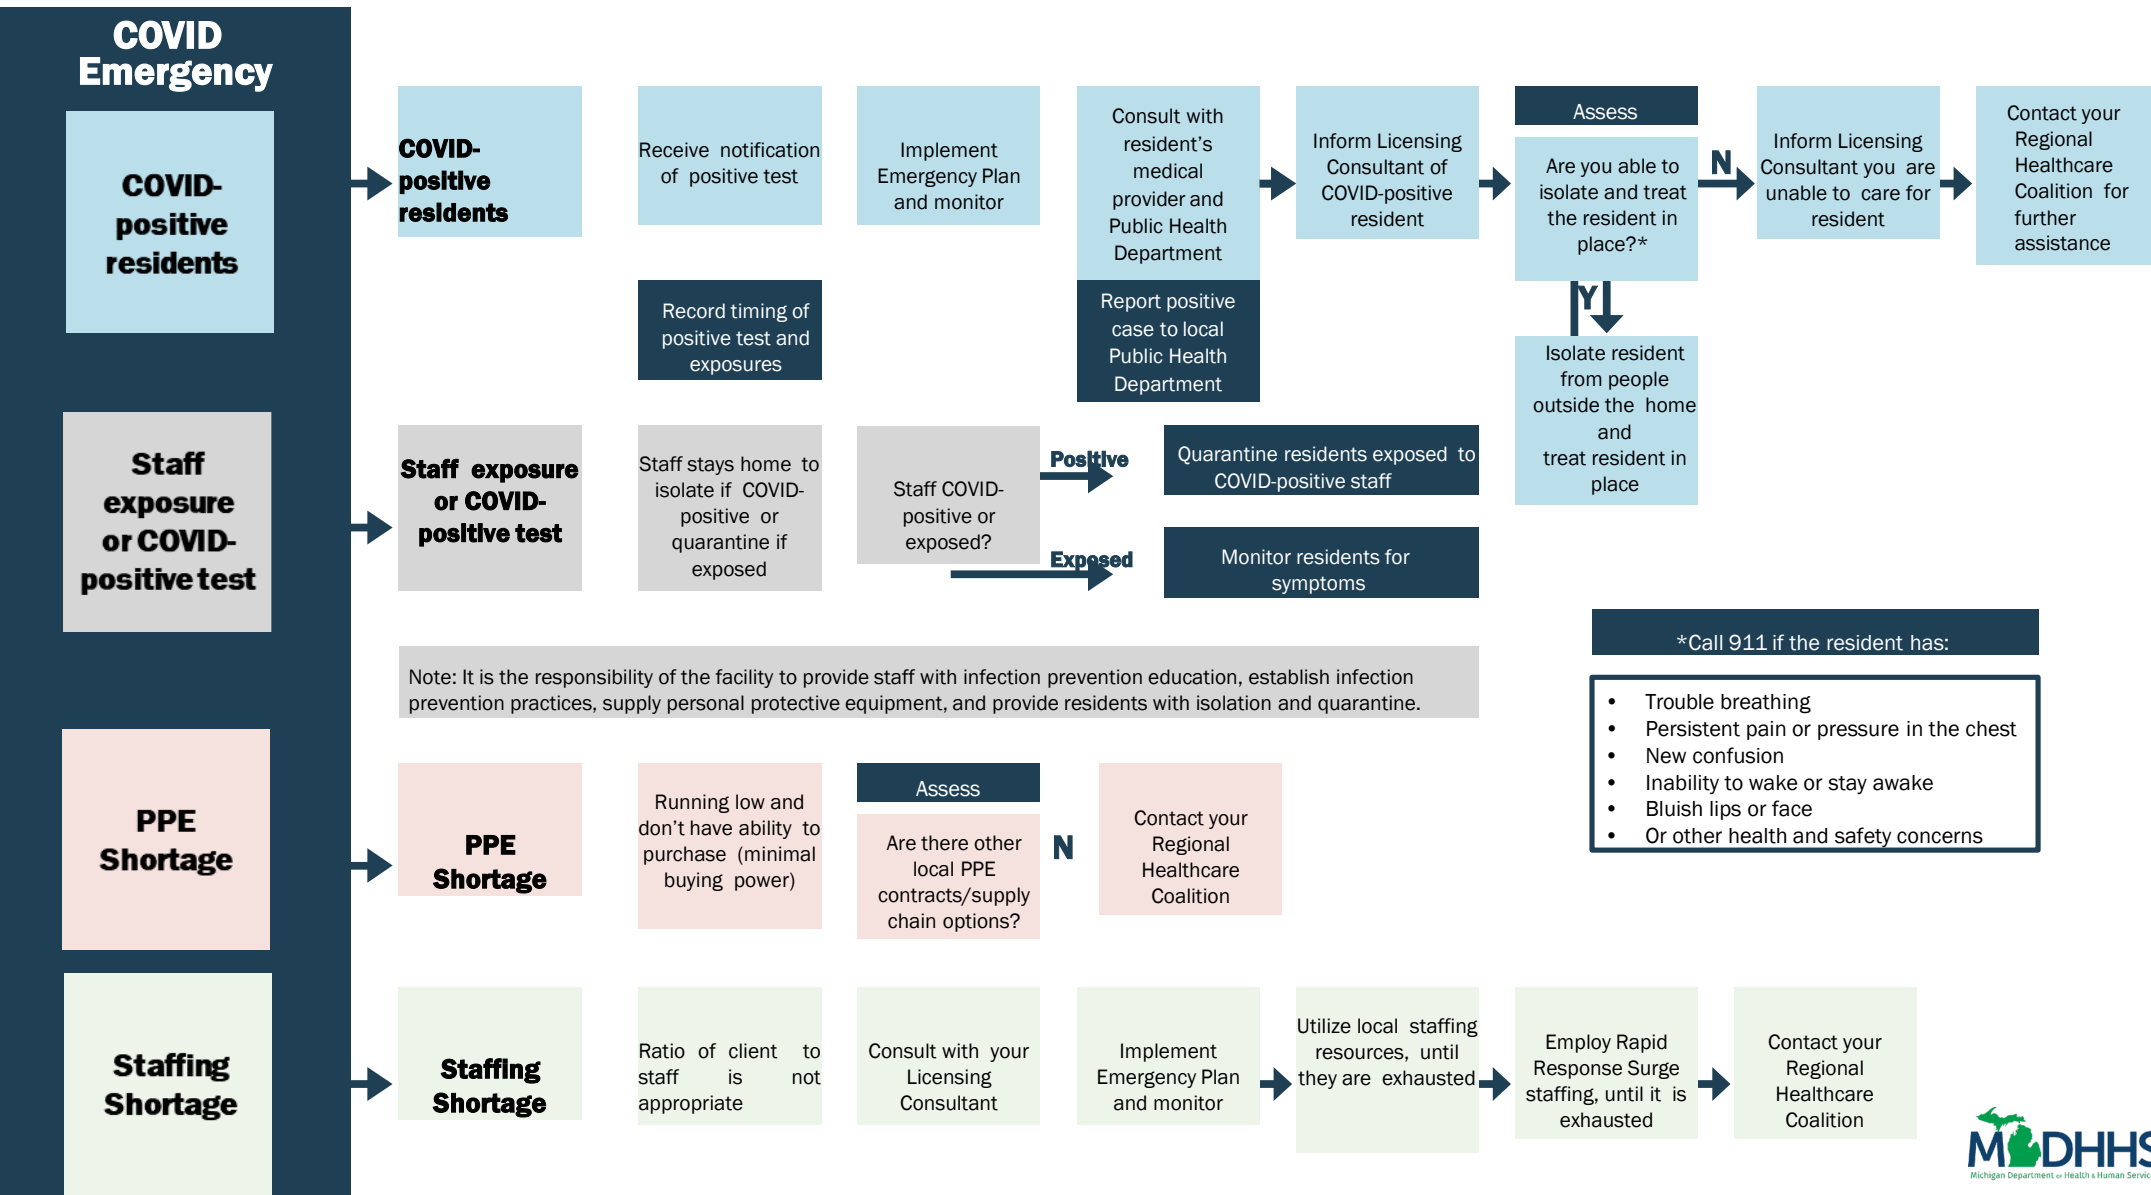 COVID
Emergency
COVID-
positive
residents
COVID-
positive
residents
Receive notification
of positive test
Record timing of
positive test and
exposures
Implement
Emergency Plan
and monitor
Consult with
resident's
medical
provider and
Public Health
Department
Report positive
case to local
Public Health
Department
Inform Licensing
Consultant of
COVID-positive
resident
Assess
Are you able to
isolate and treat
the resident in
place?*
N
Inform Licensing
Consultant you are
unable to care for
resident
Contact your
Regional
Healthcare
Coalition for
further
assistance
Y
Isolate resident
from people
outside the home
and
treat resident in
place
Staff
exposure
or COVID-
positive test
Staff exposure
or COVID-
positive test
Staff stays home to
isolate if COVID-
positive or
quarantine if
exposed
Staff COVID-
positive or
exposed?
Positive
Quarantine residents exposed to
COVID-positive staff
Exposed
Monitor residents for
symptoms
Note: It is the responsibility of the facility to provide staff with infection prevention education, establish infection
prevention practices, supply personal protective equipment, and provide residents with isolation and quarantine.
*Call 911 if the resident has:
• Trouble breathing
• Persistent pain or pressure in the chest
• New confusion
• Inability to wake or stay awake
• Bluish lips or face
• Or other health and safety concerns
PPE
Shortage
PPE
Shortage
Running low and
don't have ability to
purchase (minimal
buying power)
Assess
Are there other
local PPE
contracts/supply
chain options?
N
Contact your
Regional
Healthcare
Coalition
Staffing
Shortage
Staffing
Shortage
Ratio of client to
staff is not
appropriate
Consult with your
Licensing
Consultant
Implement
Emergency Plan
and monitor
Utilize local staffing
resources, until
they are exhausted
Employ Rapid
Response Surge
staffing, until it is
exhausted
Contact your
Regional
Healthcare
Coalition
M DHHS
Michigan Department of Health & Human Servic